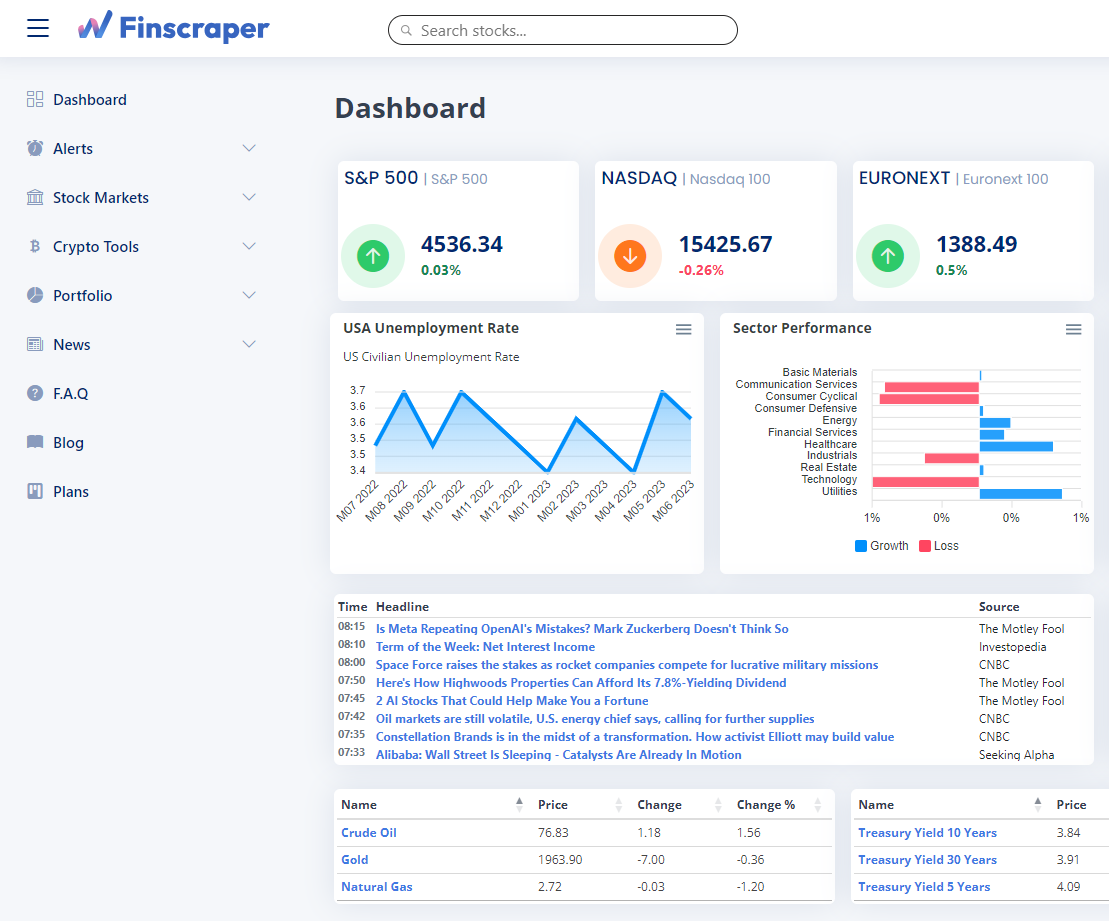 Finscraper
Search stocks...
Dashboard
Alerts
Stock Markets
Crypto Tools
Portfolio
News
F.A.Q
Blog
Plans
Dashboard
S&P 500 | S&P 500
4536.34
0.03%
NASDAQ | Nasdaq 100
15425.67
-0.26%
EURONEXT | Euronext 100
1388.49
0.5%
USA Unemployment Rate
US Civilian Unemployment Rate
3.7
3.6
3.6
3.5
3.5
3.4
M07 2022
M08 2022
M09 2022
M10 2022
M11 2022
M12 2022
M01 2023
M02 2023
M03 2023
M04 2023
M05 2023
M06 2023
Sector Performance
Basic Materials
Communication Services
Consumer Cyclical
Consumer Defensive
Energy
Financial Services
Healthcare
Industrials
Real Estate
Technology
Utilities
1% 0% 0% 1%
Growth Loss
Time Headline Source
08:15 Is Meta Repeating OpenAI's Mistakes? Mark Zuckerberg Doesn't Think So The Motley Fool
08:10 Term of the Week: Net Interest Income Investopedia
08:00 Space Force raises the stakes as rocket companies compete for lucrative military missions CNBC
07:50 Here's How Highwoods Properties Can Afford Its 7.8%-Yielding Dividend The Motley Fool
07:45 2 AI Stocks That Could Help Make You a Fortune The Motley Fool
07:42 Oil markets are still volatile, U.S. energy chief says, calling for further supplies CNBC
07:35 Constellation Brands is in the midst of a transformation. How activist Elliott may build value CNBC
07:33 Alibaba: Wall Street Is Sleeping - Catalysts Are Already In Motion Seeking Alpha
Name Price Change Change %
Crude Oil 76.83 1.18 1.56
Gold 1963.90 -7.00 -0.36
Natural Gas 2.72 -0.03 -1.20
Name Price
Treasury Yield 10 Years 3.84
Treasury Yield 30 Years 3.91
Treasury Yield 5 Years 4.09